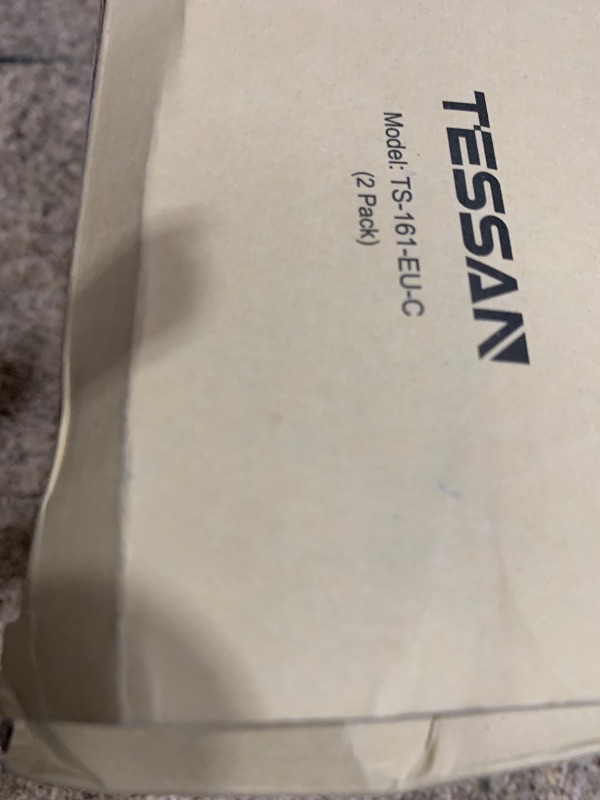 TESSAN
Model: TS-161-EU-C
(2 Pack)